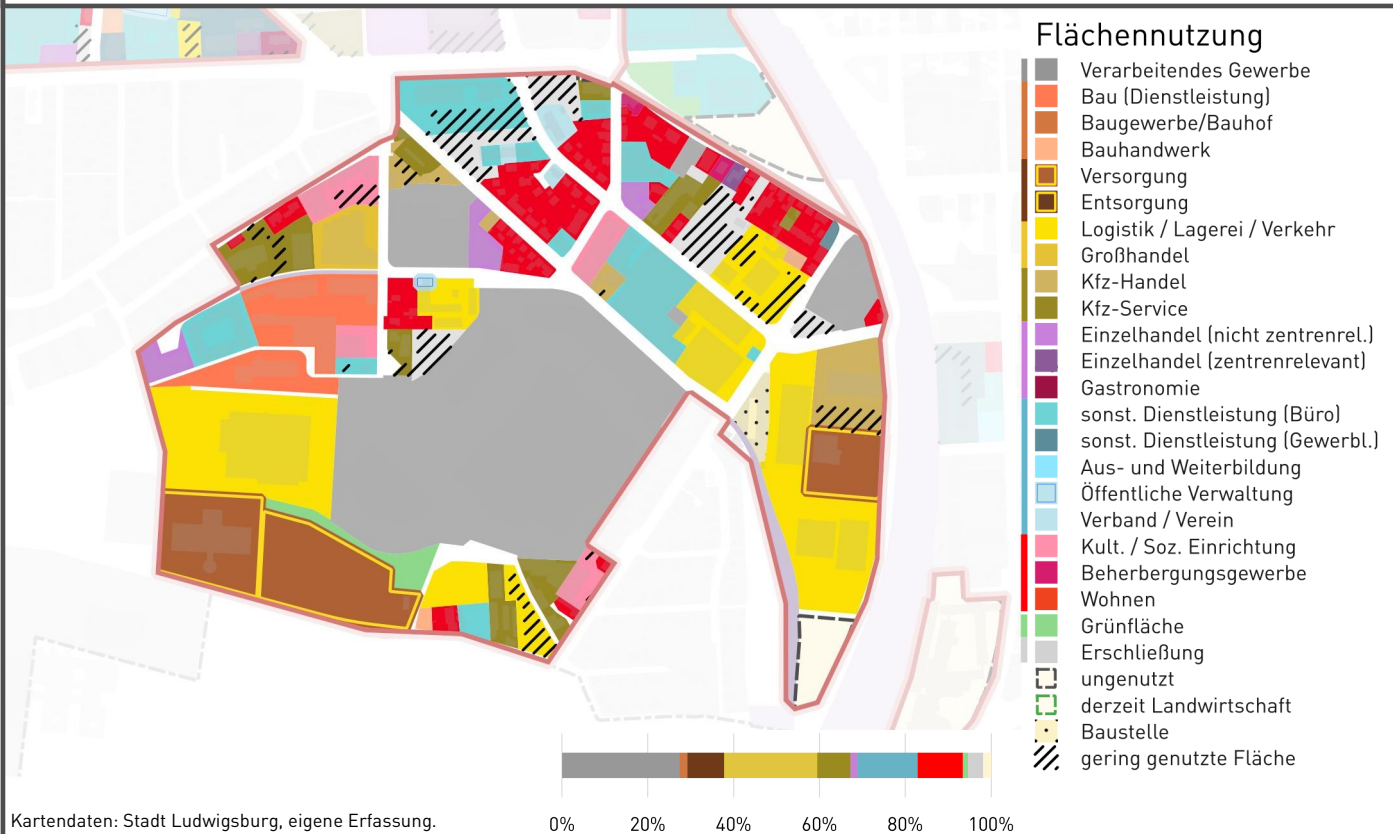 Flächennutzung
Verarbeitendes Gewerbe
Bau (Dienstleistung)
Baugewerbe/Bauhof
Bauhandwerk
Versorgung
Entsorgung
Logistik / Lagerei / Verkehr
Großhandel
Kfz-Handel
Kfz-Service
Einzelhandel (nicht zentrenrel.)
Einzelhandel (zentrenrelevant)
Gastronomie
sonst. Dienstleistung (Büro)
sonst. Dienstleistung (Gewerbl.)
Aus- und Weiterbildung
Öffentliche Verwaltung
Verband / Verein
Kult. / Soz. Einrichtung
Beherbergungsgewerbe
Wohnen
Grünfläche
Erschließung
ungenutzt
derzeit Landwirtschaft
Baustelle
gering genutzte Fläche
Kartendaten: Stadt Ludwigsburg, eigene Erfassung.
0% 20% 40% 60% 80% 100%